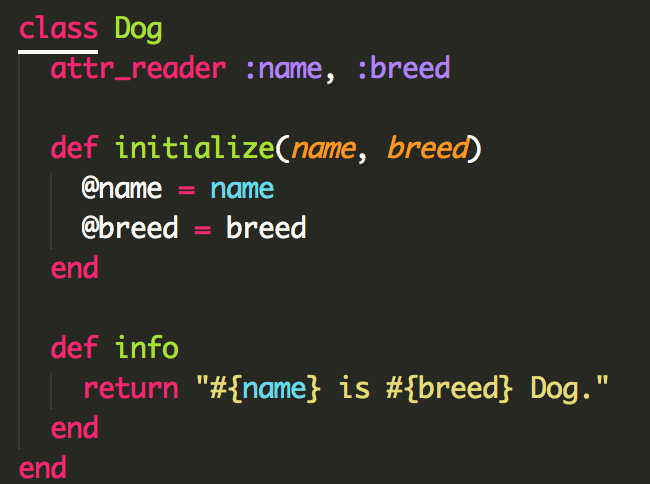 class Dog
  attr_reader :name, :breed
  def initialize(name, breed)
    @name = name
    @breed = breed
  end
  def info
    return "#{name} is #{breed} Dog."
  end
end